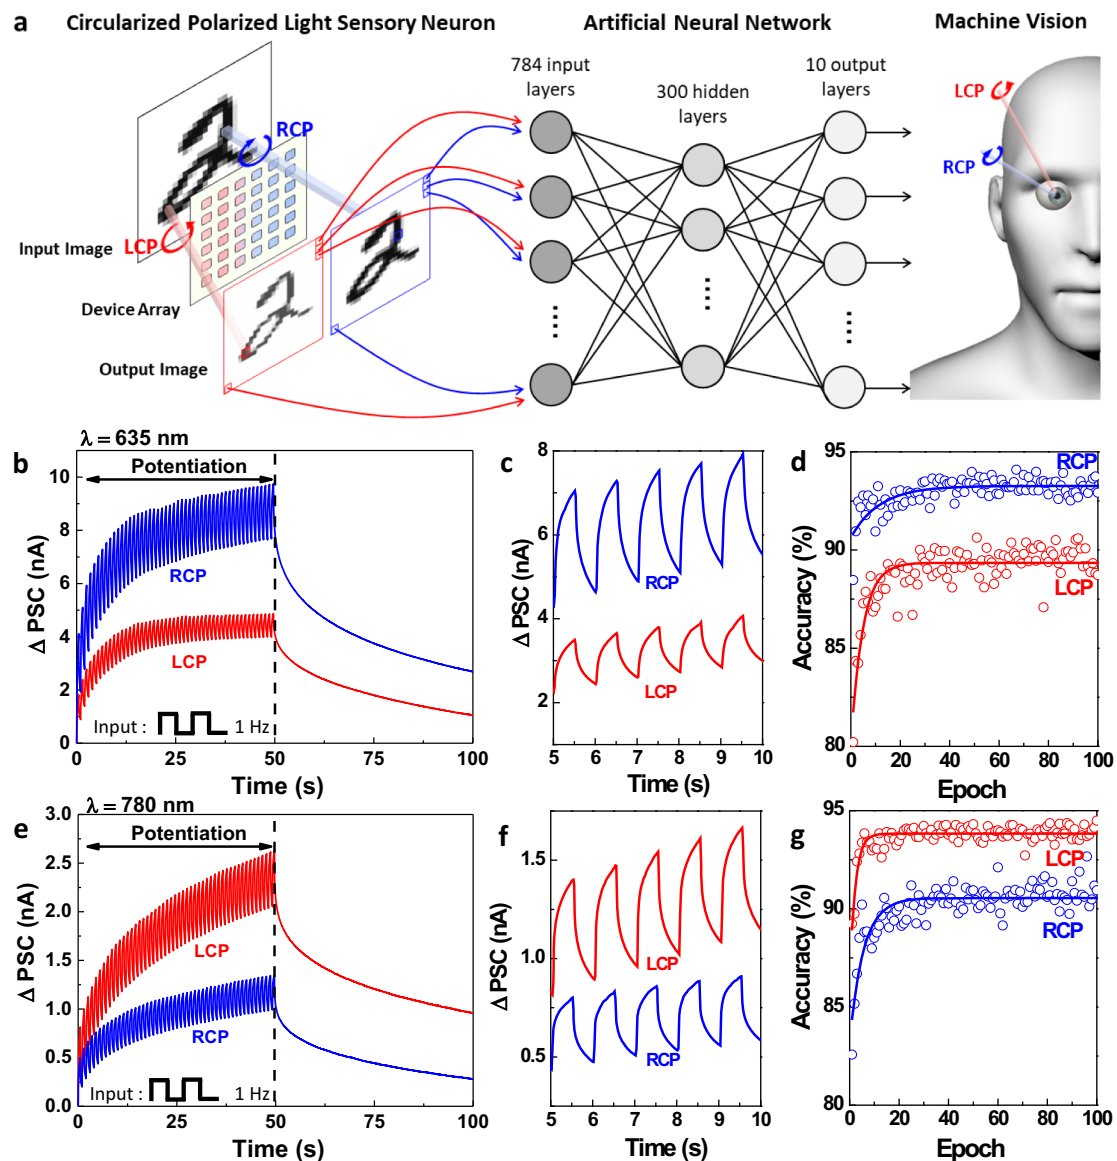 a
Circularized Polarized Light Sensory Neuron
Artificial Neural Network
Machine Vision
784 input
layers
300 hidden
layers
10 output
layers
RCP
LCP
Input Image
Device Array
Output Image
LCP
RCP
b
λ = 635 nm
Potentiation
RCP
LCP
Input : 1 Hz
Δ PSC (nA)
0
2
4
6
8
10
0 25 50 75 100
Time (s)
c
RCP
LCP
Δ PSC (nA)
8
6
4
2
5 6 7 8 9 10
Time (s)
d
RCP
LCP
Accuracy (%)
95
90
85
80
0 20 40 60 80 100
Epoch
e
λ = 780 nm
Potentiation
LCP
RCP
Input : 1 Hz
Δ PSC (nA)
3.0
2.5
2.0
1.5
1.0
0.5
0.0
0 25 50 75 100
Time (s)
f
LCP
RCP
Δ PSC (nA)
1.5
1.0
0.5
5 6 7 8 9 10
Time (s)
g
LCP
RCP
Accuracy (%)
95
90
85
80
0 20 40 60 80 100
Epoch